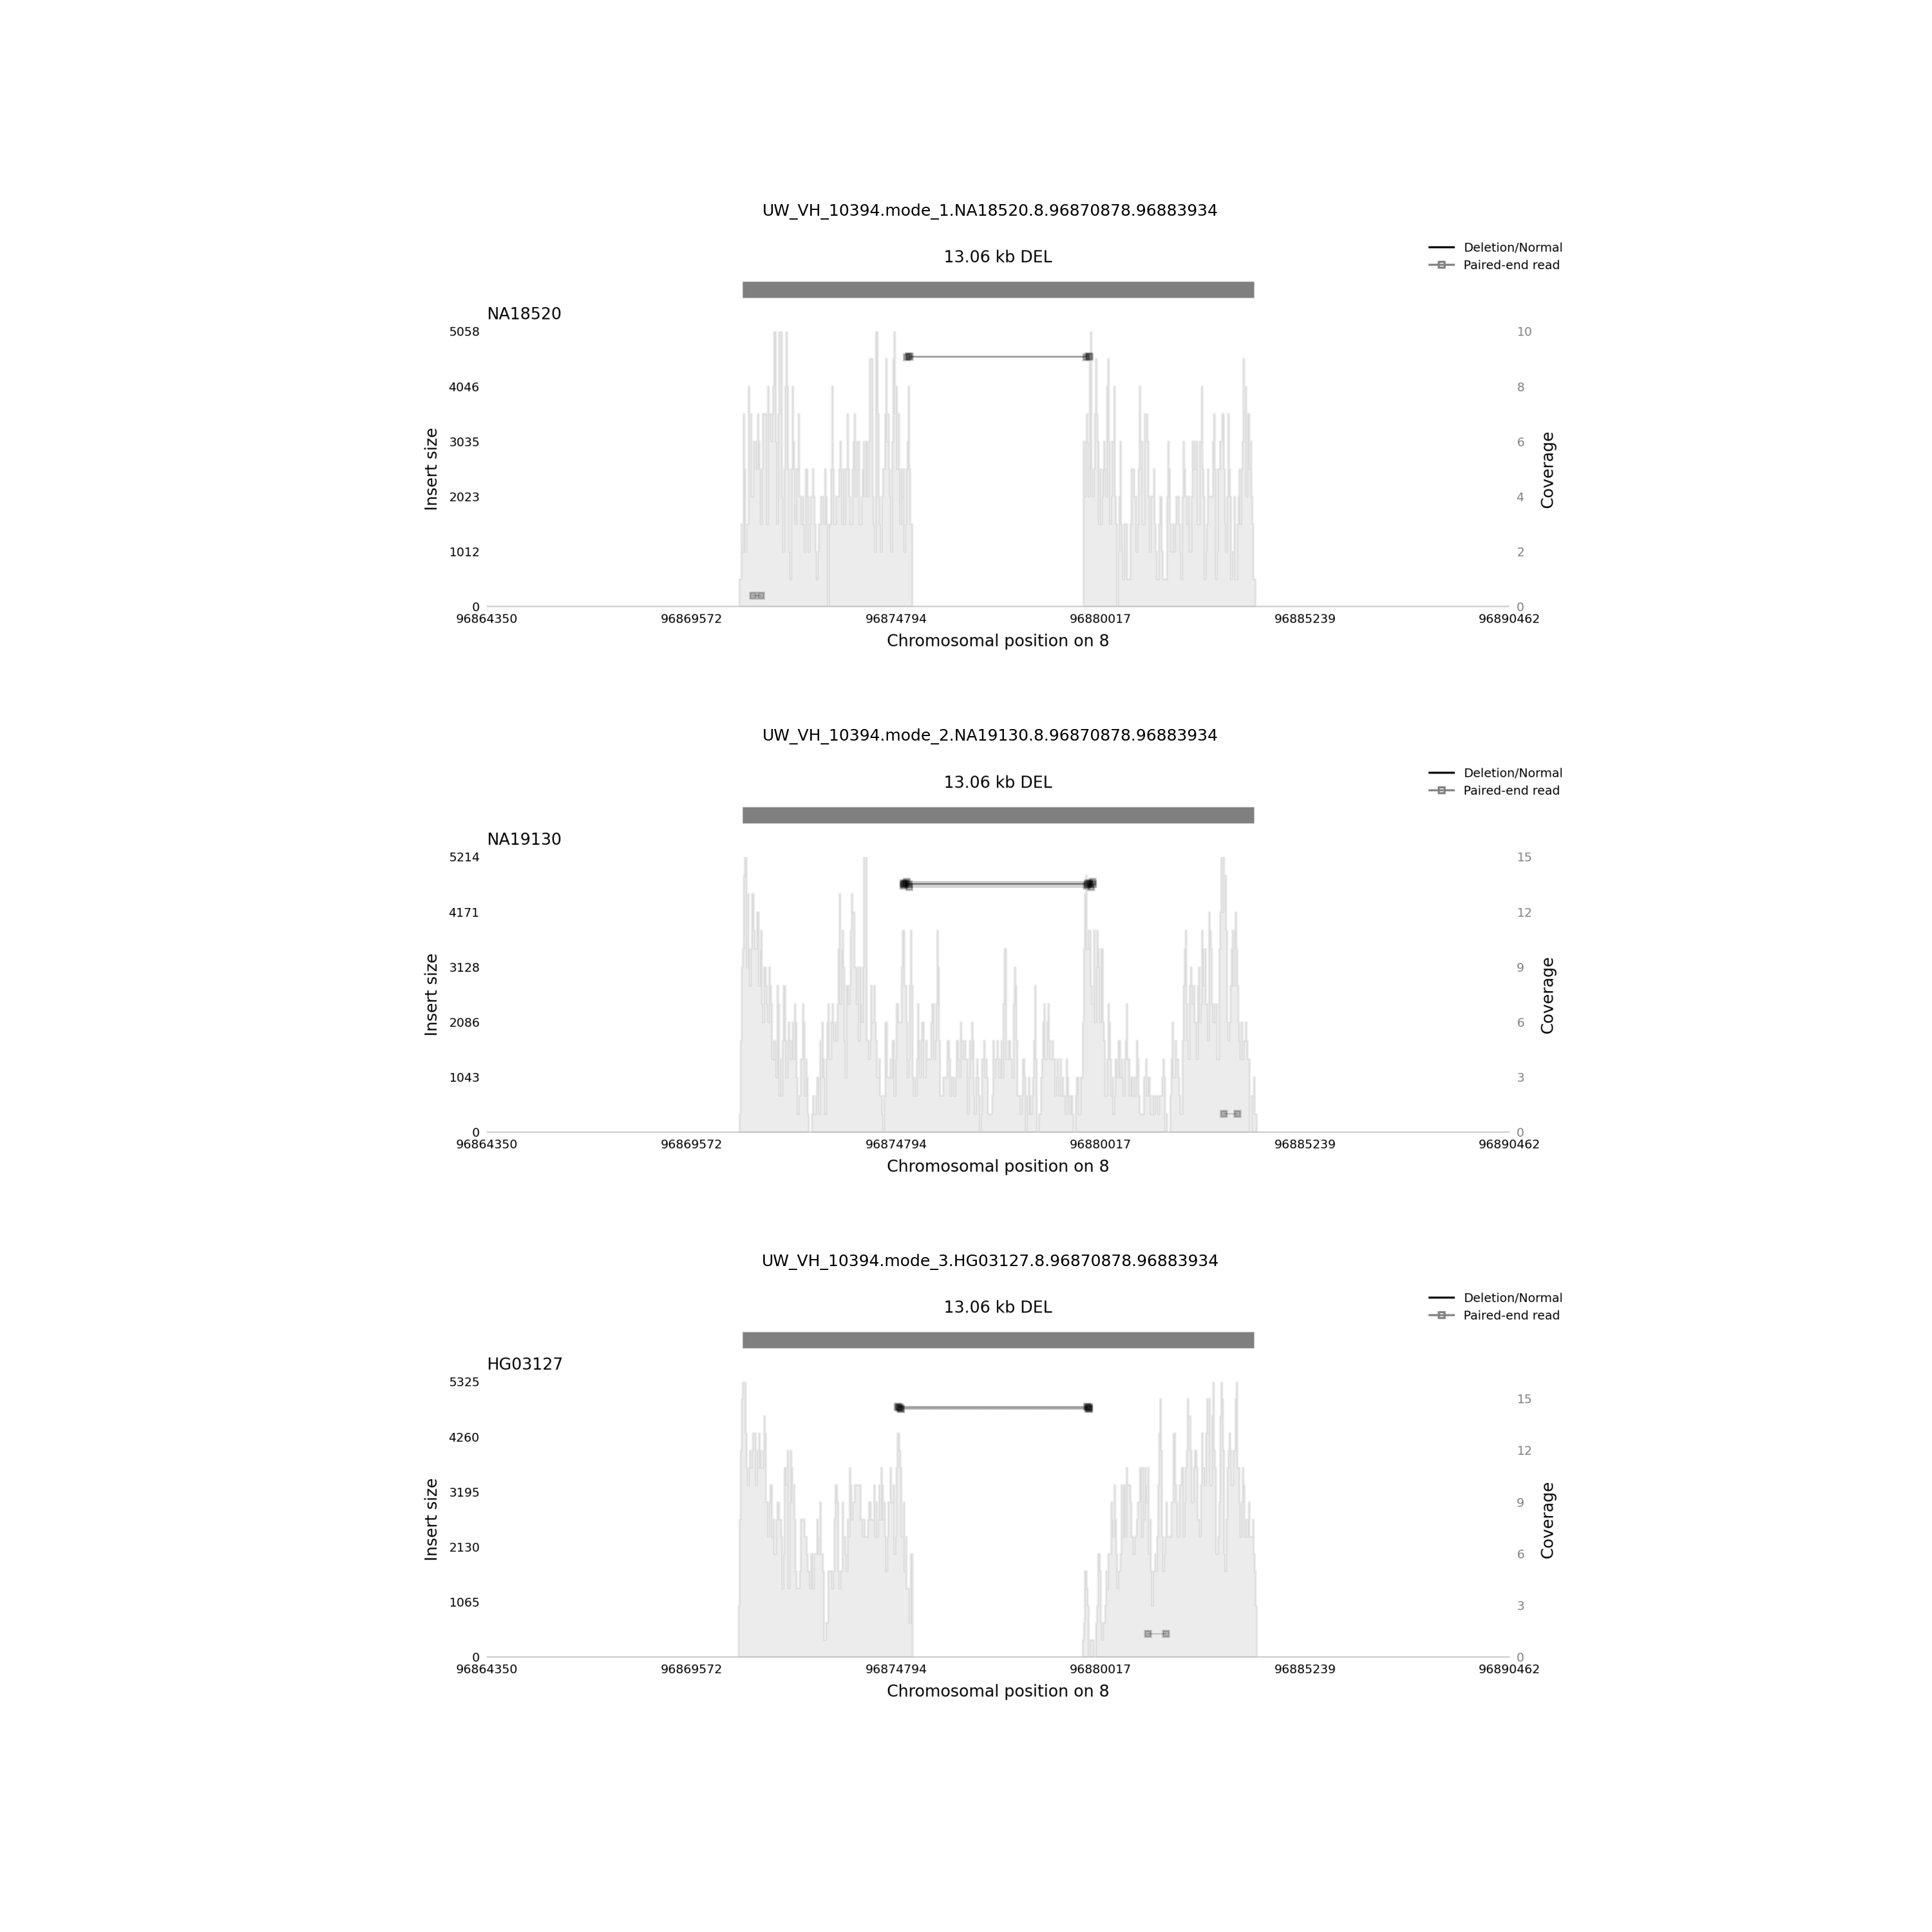 UW_VH_10394.mode_1.NA18520.8.96870878.96883934
13.06 kb DEL
Deletion/Normal
Paired-end read
NA18520
5058
4046
3035
2023
1012
0
Insert size
10
8
6
4
2
0
Coverage
96864350 96869572 96874794 96880017 96885239 96890462
Chromosomal position on 8
UW_VH_10394.mode_2.NA19130.8.96870878.96883934
13.06 kb DEL
Deletion/Normal
Paired-end read
NA19130
5214
4171
3128
2086
1043
0
Insert size
15
12
9
6
3
0
Coverage
96864350 96869572 96874794 96880017 96885239 96890462
Chromosomal position on 8
UW_VH_10394.mode_3.HG03127.8.96870878.96883934
13.06 kb DEL
Deletion/Normal
Paired-end read
HG03127
5325
4260
3195
2130
1065
0
Insert size
15
12
9
6
3
0
Coverage
96864350 96869572 96874794 96880017 96885239 96890462
Chromosomal position on 8